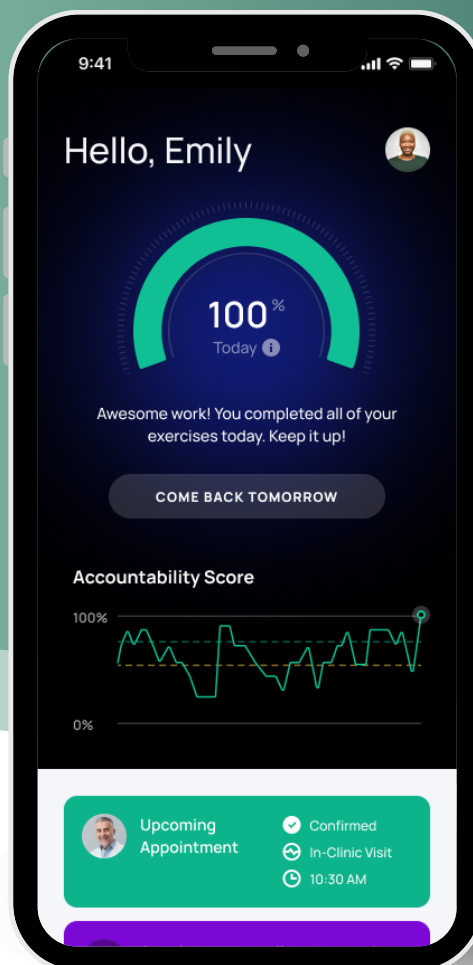 9:41
Hello, Emily
100%
Today i
Awesome work! You completed all of your
exercises today. Keep it up!
COME BACK TOMORROW
Accountability Score
100%
0%
Upcoming
Appointment
Confirmed
In-Clinic Visit
10:30 AM